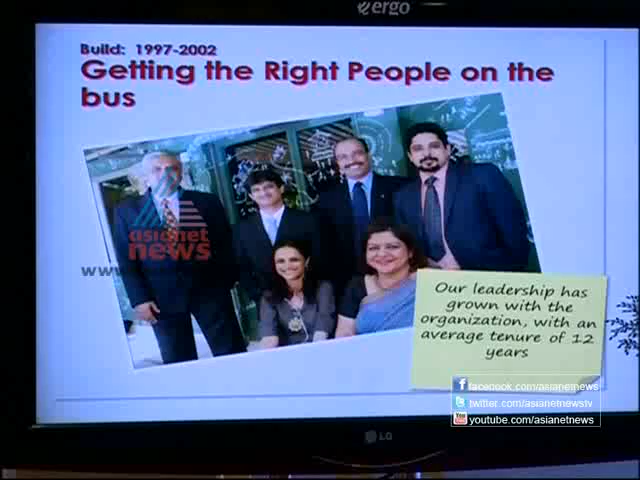 ergo
Build: 1997-2002
Getting the Right People on the
bus
asianet
news
www.
Our leadership has
grown with the
organization, with an
average tenure of 12
years
facebook.com/asianetnews
twitter.com/asianetnewstv
youtube.com/asianetnews
LG